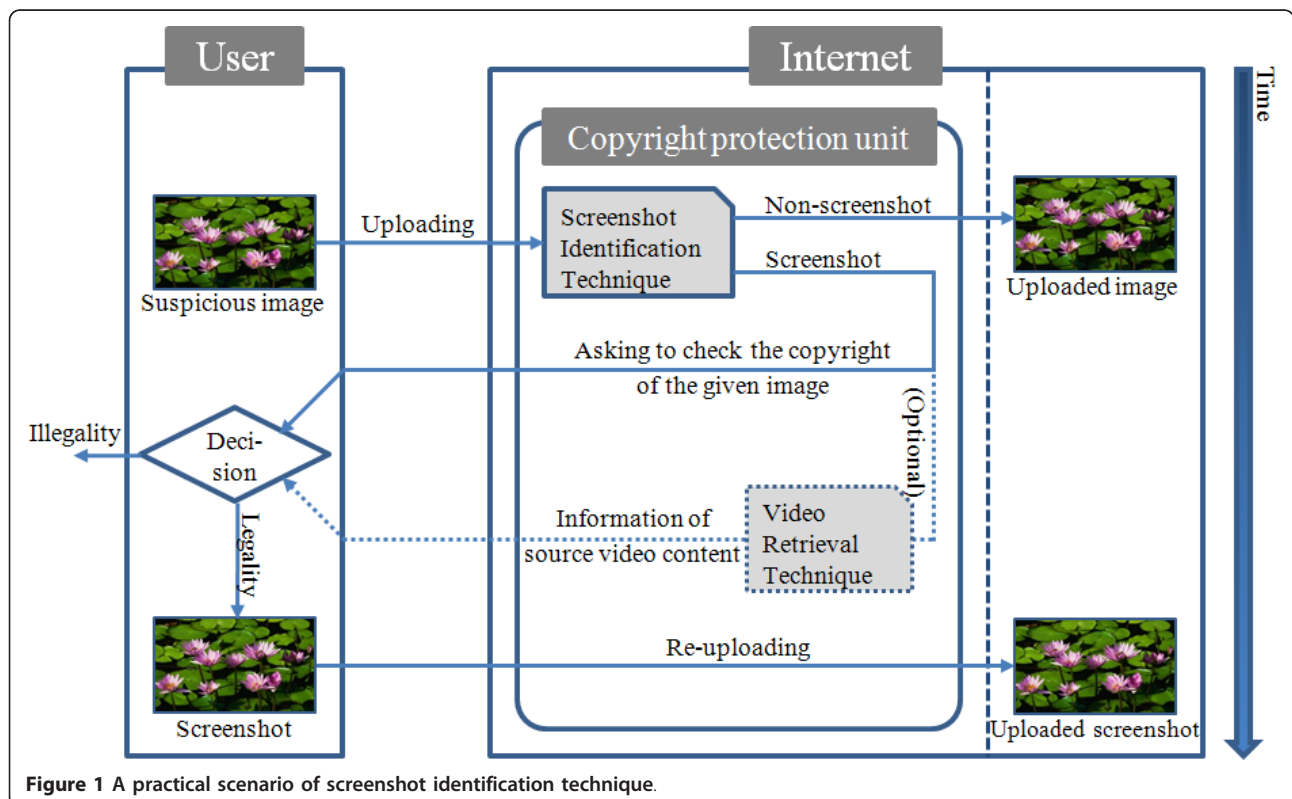 User
Internet
Time
Copyright protection unit
Screenshot
Identification
Technique
Uploading
Non-screenshot
Screenshot
Suspicious image
Uploaded image
Asking to check the copyright
of the given image
(Optional)
Illegality
Deci-
sion
Legality
Information of
source video content
Video
Retrieval
Technique
Re-uploading
Screenshot
Uploaded screenshot
Figure 1 A practical scenario of screenshot identification technique.